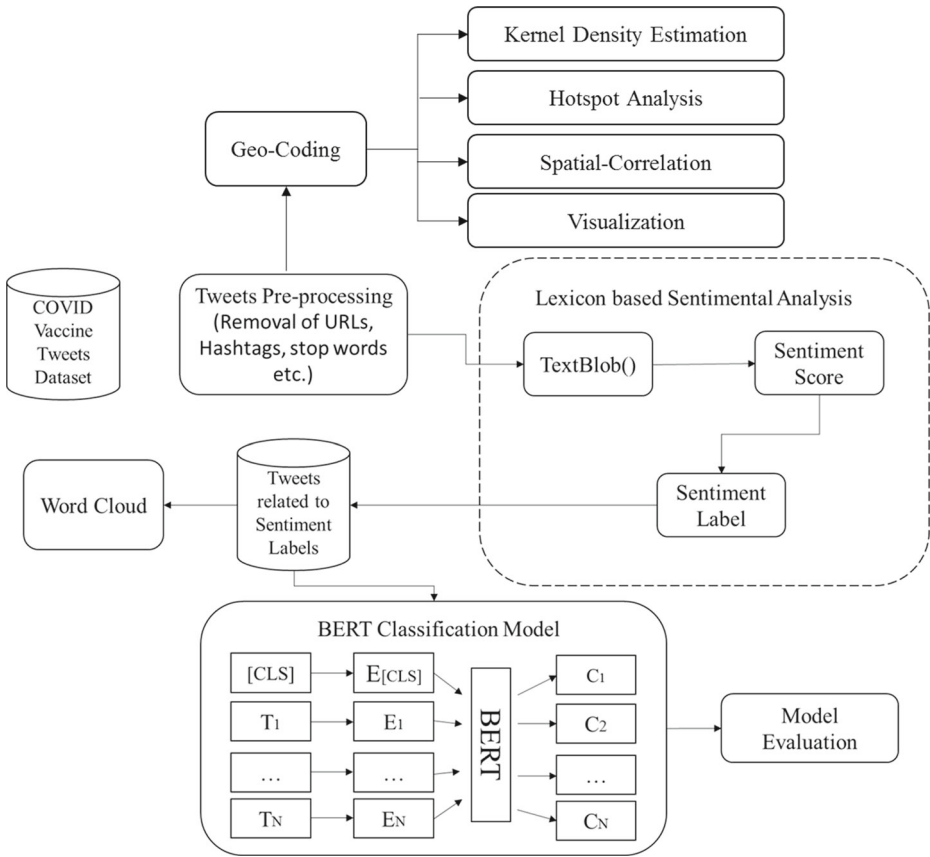 Kernel Density Estimation
Hotspot Analysis
Geo-Coding
Spatial-Correlation
Visualization
COVID
Vaccine
Tweets
Dataset
Tweets Pre-processing
(Removal of URLs,
Hashtags, stop words
etc.)
Lexicon based Sentimental Analysis
TextBlob()
Sentiment
Score
Word Cloud
Tweets
related to
Sentiment
Labels
Sentiment
Label
BERT Classification Model
[CLS]
E[CLS]
BERT
C1
T1
E1
C2
...
...
...
TN
EN
CN
Model
Evaluation